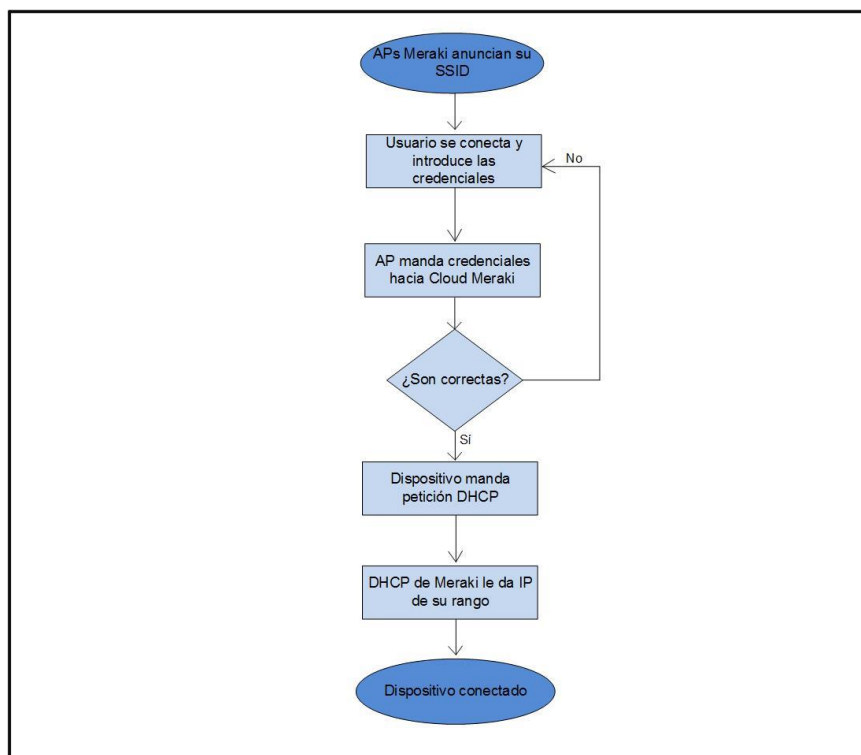 APs Meraki anuncian su
SSID
Usuario se conecta y
introduce las
credenciales
No
AP manda credenciales
hacia Cloud Meraki
¿Son correctas?
Sí
Dispositivo manda
petición DHCP
DHCP de Meraki le da IP
de su rango
Dispositivo conectado